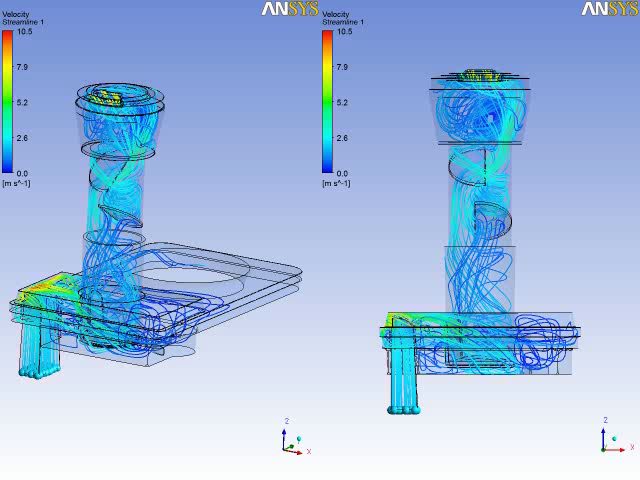 Velocity
Streamline 1
10.5
7.9
5.2
2.6
0.0
[m s^-1]
ANSYS
Z
X
Velocity
Streamline 1
10.5
7.9
5.2
2.6
0.0
[m s^-1]
ANSYS
Z
X